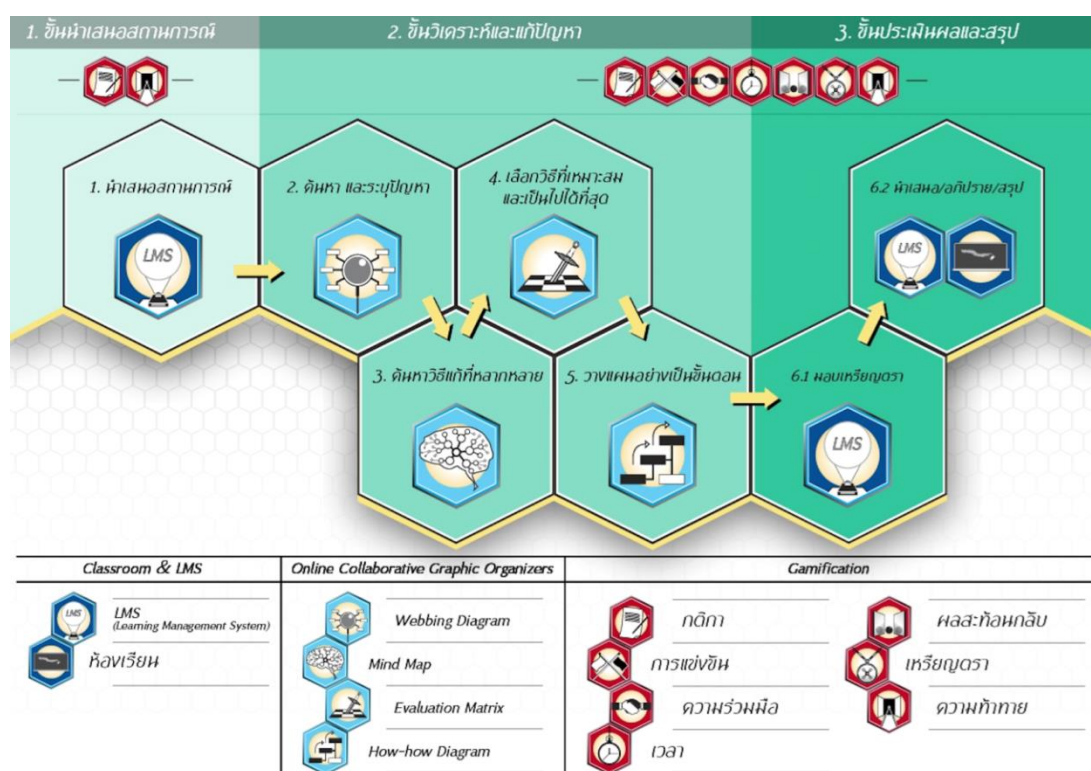 1. ขั้นนำเสนอสถานการณ์
2. ขั้นวิเคราะห์และแก้ปัญหา
3. ขั้นประเมินผลและสรุป
1. นำเสนอสถานการณ์
LMS
2. ค้นหา และระบุปัญหา
4. เลือกวิธีที่เหมาะสม
และเป็นไปได้ที่สุด
6.2 นำเสนอ/อภิปราย/สรุป
LMS
3. ค้นหาวิธีแก้ที่หลากหลาย
5. วางแผนอย่างเป็นขั้นตอน
6.1 มอบเหรียญตรา
LMS
Classroom & LMS
LMS
LMS
(Learning Management System)
ห้องเรียน
Online Collaborative Graphic Organizers
Webbing Diagram
Mind Map
Evaluation Matrix
How-how Diagram
Gamification
กติกา
การแข่งขัน
ความร่วมมือ
เวลา
ผลสะท้อนกลับ
เหรียญตรา
ความท้าทาย